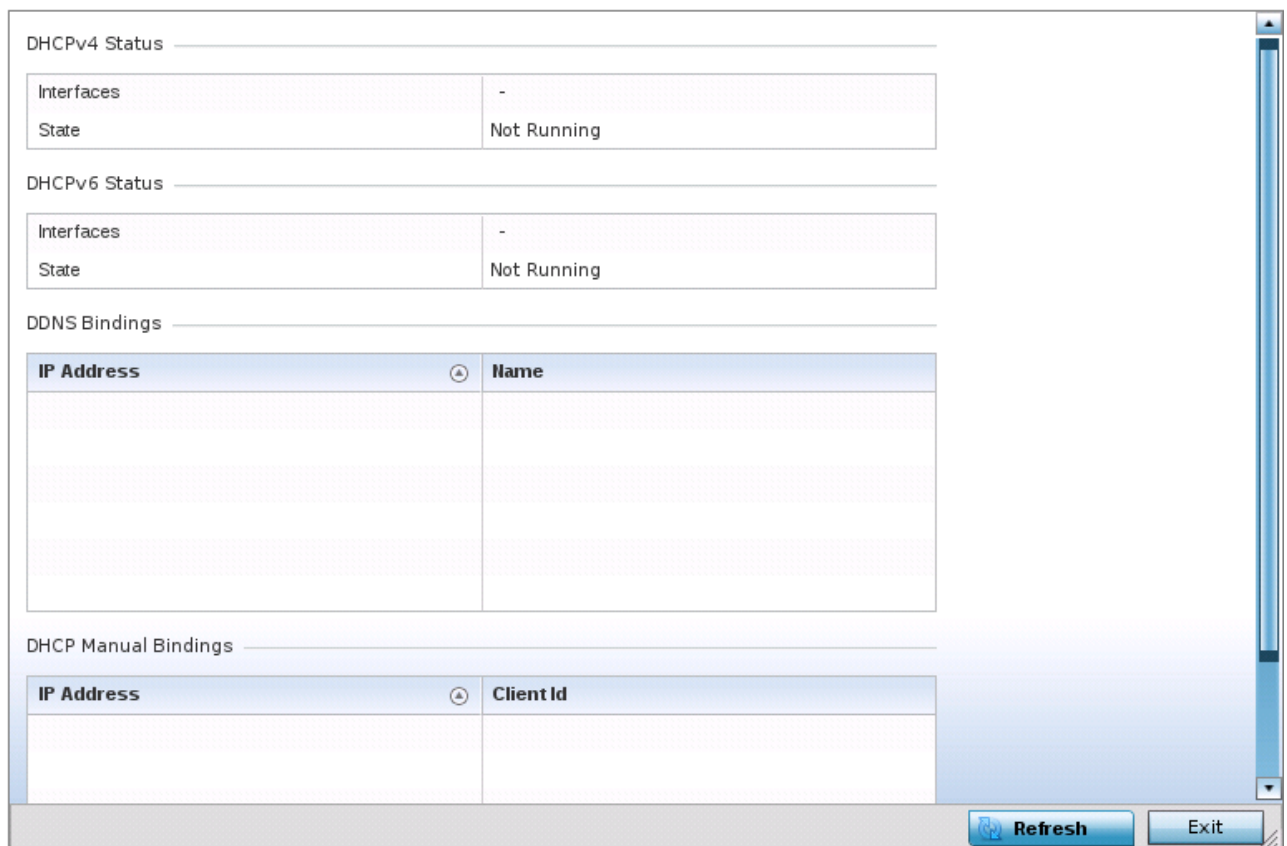 DHCPv4 Status
Interfaces -
State Not Running
DHCPv6 Status
Interfaces -
State Not Running
DDNS Bindings
IP Address Name
DHCP Manual Bindings
IP Address Client Id
Refresh Exit